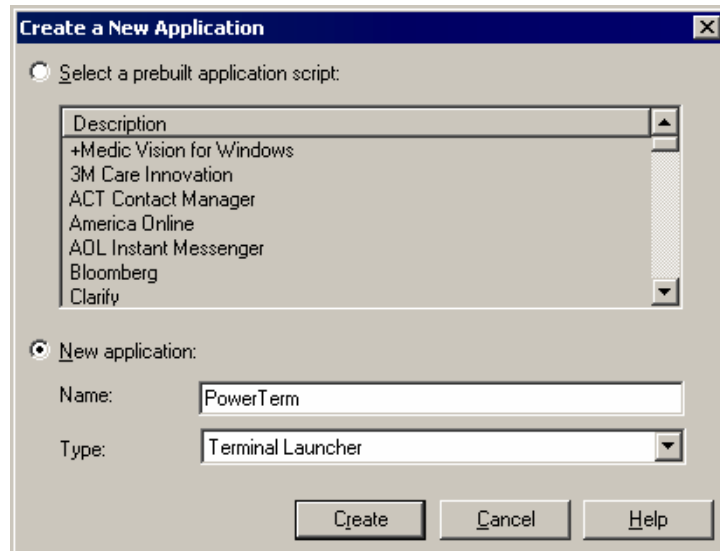 Create a New Application
Select a prebuilt application script:
Description
+Medic Vision for Windows
3M Care Innovation
ACT Contact Manager
America Online
AOL Instant Messenger
Bloomberg
Clarify
New application:
Name: PowerTerm
Type: Terminal Launcher
Create Cancel Help